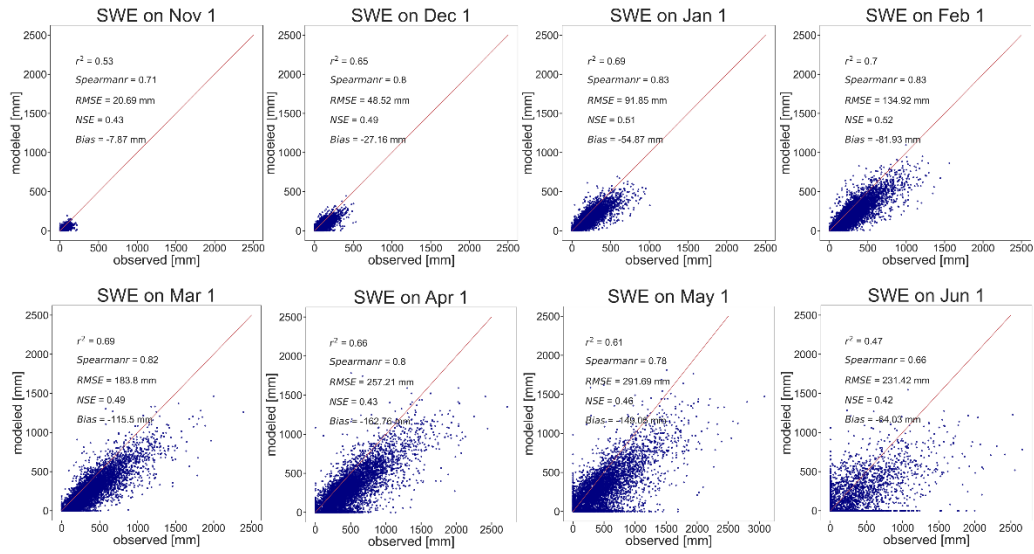 SWE on Nov 1
r² = 0.53
Spearmanr = 0.71
RMSE = 20.69 mm
NSE = 0.43
Bias = -7.87 mm
2500
2000
1500
1000
500
0
modeled [mm]
0 500 1000 1500 2000 2500
observed [mm]
SWE on Dec 1
r² = 0.65
Spearmanr = 0.8
RMSE = 48.52 mm
NSE = 0.49
Bias = -27.16 mm
2500
2000
1500
1000
500
0
modeled [mm]
0 500 1000 1500 2000 2500
observed [mm]
SWE on Jan 1
r² = 0.69
Spearmanr = 0.83
RMSE = 91.85 mm
NSE = 0.51
Bias = -54.87 mm
2500
2000
1500
1000
500
0
modeled [mm]
0 500 1000 1500 2000 2500
observed [mm]
SWE on Feb 1
r² = 0.7
Spearmanr = 0.83
RMSE = 134.92 mm
NSE = 0.52
Bias = -81.93 mm
2500
2000
1500
1000
500
0
modeled [mm]
0 500 1000 1500 2000 2500
observed [mm]
SWE on Mar 1
r² = 0.69
Spearmanr = 0.82
RMSE = 183.8 mm
NSE = 0.49
Bias = -115.5 mm
2500
2000
1500
1000
500
0
modeled [mm]
0 500 1000 1500 2000 2500
observed [mm]
SWE on Apr 1
r² = 0.66
Spearmanr = 0.8
RMSE = 257.21 mm
NSE = 0.43
Bias = -162.76 mm
2500
2000
1500
1000
500
0
modeled [mm]
0 500 1000 1500 2000 2500
observed [mm]
SWE on May 1
r² = 0.61
Spearmanr = 0.78
RMSE = 291.69 mm
NSE = 0.46
Bias = -149.05 mm
2500
2000
1500
1000
500
0
modeled [mm]
0 500 1000 1500 2000 2500 3000
observed [mm]
SWE on Jun 1
r² = 0.47
Spearmanr = 0.66
RMSE = 231.42 mm
NSE = 0.42
Bias = -64.03 mm
2500
2000
1500
1000
500
0
modeled [mm]
0 500 1000 1500 2000 2500
observed [mm]